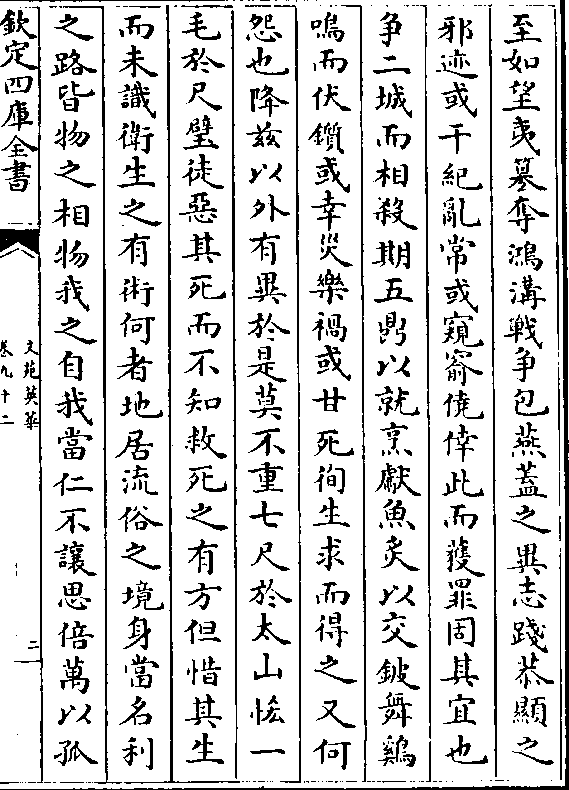 至如望夷簒奪鴻溝戰争包燕蓋之異志踐恭顯之
邪迹或干紀亂常或窺窬僥倖此而蒦罪固其宜也
争二城而相殺期五鼎以就烹獻魚炙以交鈹舞鷄
鳴而伏鑕或幸災樂禍或甘死徇生求而得之又何
怨也降兹以外有異於是莫不重七尺於太山恡一
毛於尺璧徒惡其死而不知救死之有方但惜其生
而未識衛生之有術何者地居流俗之境身當名利
之路皆物之相物我之自我當仁不讓思倍萬以孤
欽定四庫全書
文苑英華
卷九十二
三